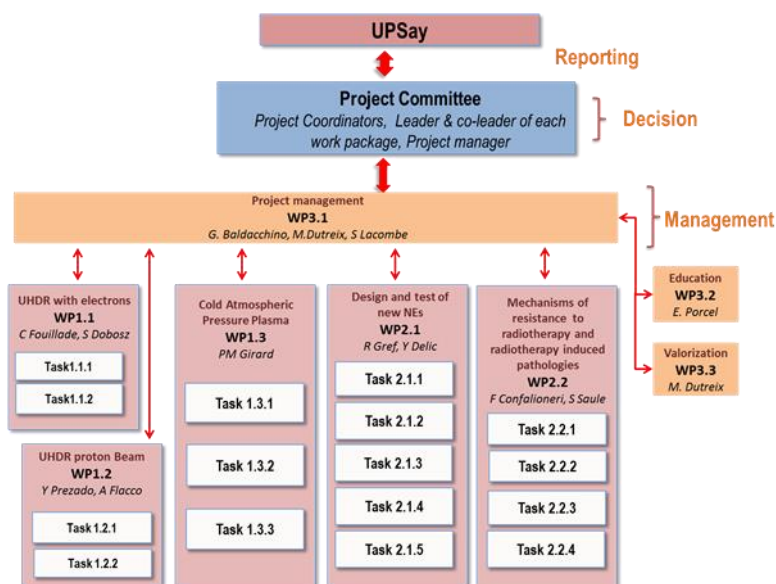 UPSay
Reporting
Project Committee
Project Coordinators, Leader & co-leader of each
work package, Project manager
Decision
Project management
WP3.1
G. Baldacchino, M.Dutreix, S Lacombe
Management
UHDR with electrons
WP1.1
C Fouillade, S Dobosz
Task1.1.1
Task1.1.2
UHDR proton Beam
WP1.2
Y Prezado, A Flacco
Task 1.2.1
Task 1.2.2
Cold Atmospheric
Pressure Plasma
WP1.3
PM Girard
Task 1.3.1
Task 1.3.2
Task 1.3.3
Design and test of
new NEs
WP2.1
R Gref, Y Delic
Task 2.1.1
Task 2.1.2
Task 2.1.3
Task 2.1.4
Task 2.1.5
Mechanisms of
resistance to
radiotherapy and
radiotherapy induced
pathologies
WP2.2
F Confalioneri, S Saule
Task 2.2.1
Task 2.2.2
Task 2.2.3
Task 2.2.4
Education
WP3.2
E. Porcel
Valorization
WP3.3
M. Dutreix